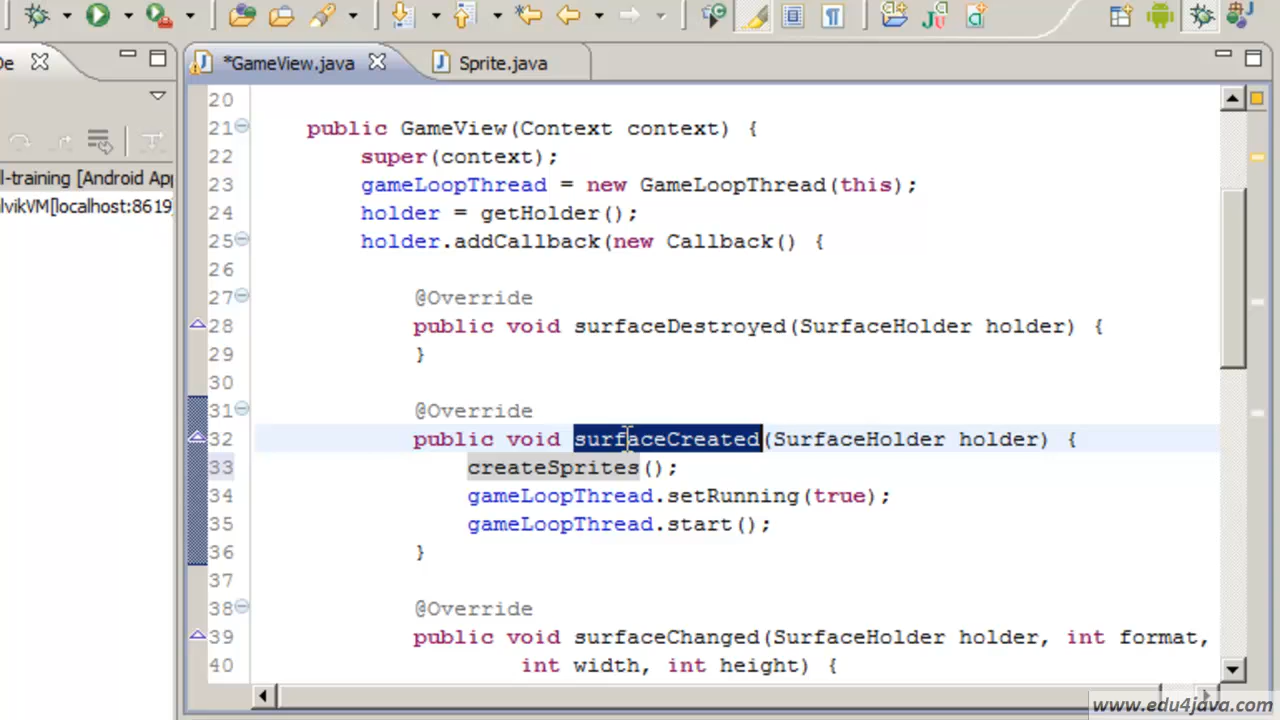 De
*GameView.java
Sprite.java
l-training [Android App
lvikVM[localhost:8619]
20
21 public GameView(Context context) {
22 super(context);
23 gameLoopThread = new GameLoopThread(this);
24 holder = getHolder();
25 holder.addCallback(new Callback() {
26
27 @Override
28 public void surfaceDestroyed(SurfaceHolder holder) {
29 }
30
31 @Override
32 public void surfaceCreated(SurfaceHolder holder) {
33 createSprites();
34 gameLoopThread.setRunning(true);
35 gameLoopThread.start();
36 }
37
38 @Override
39 public void surfaceChanged(SurfaceHolder holder, int format,
40 int width, int height) {
www.edu4java.com